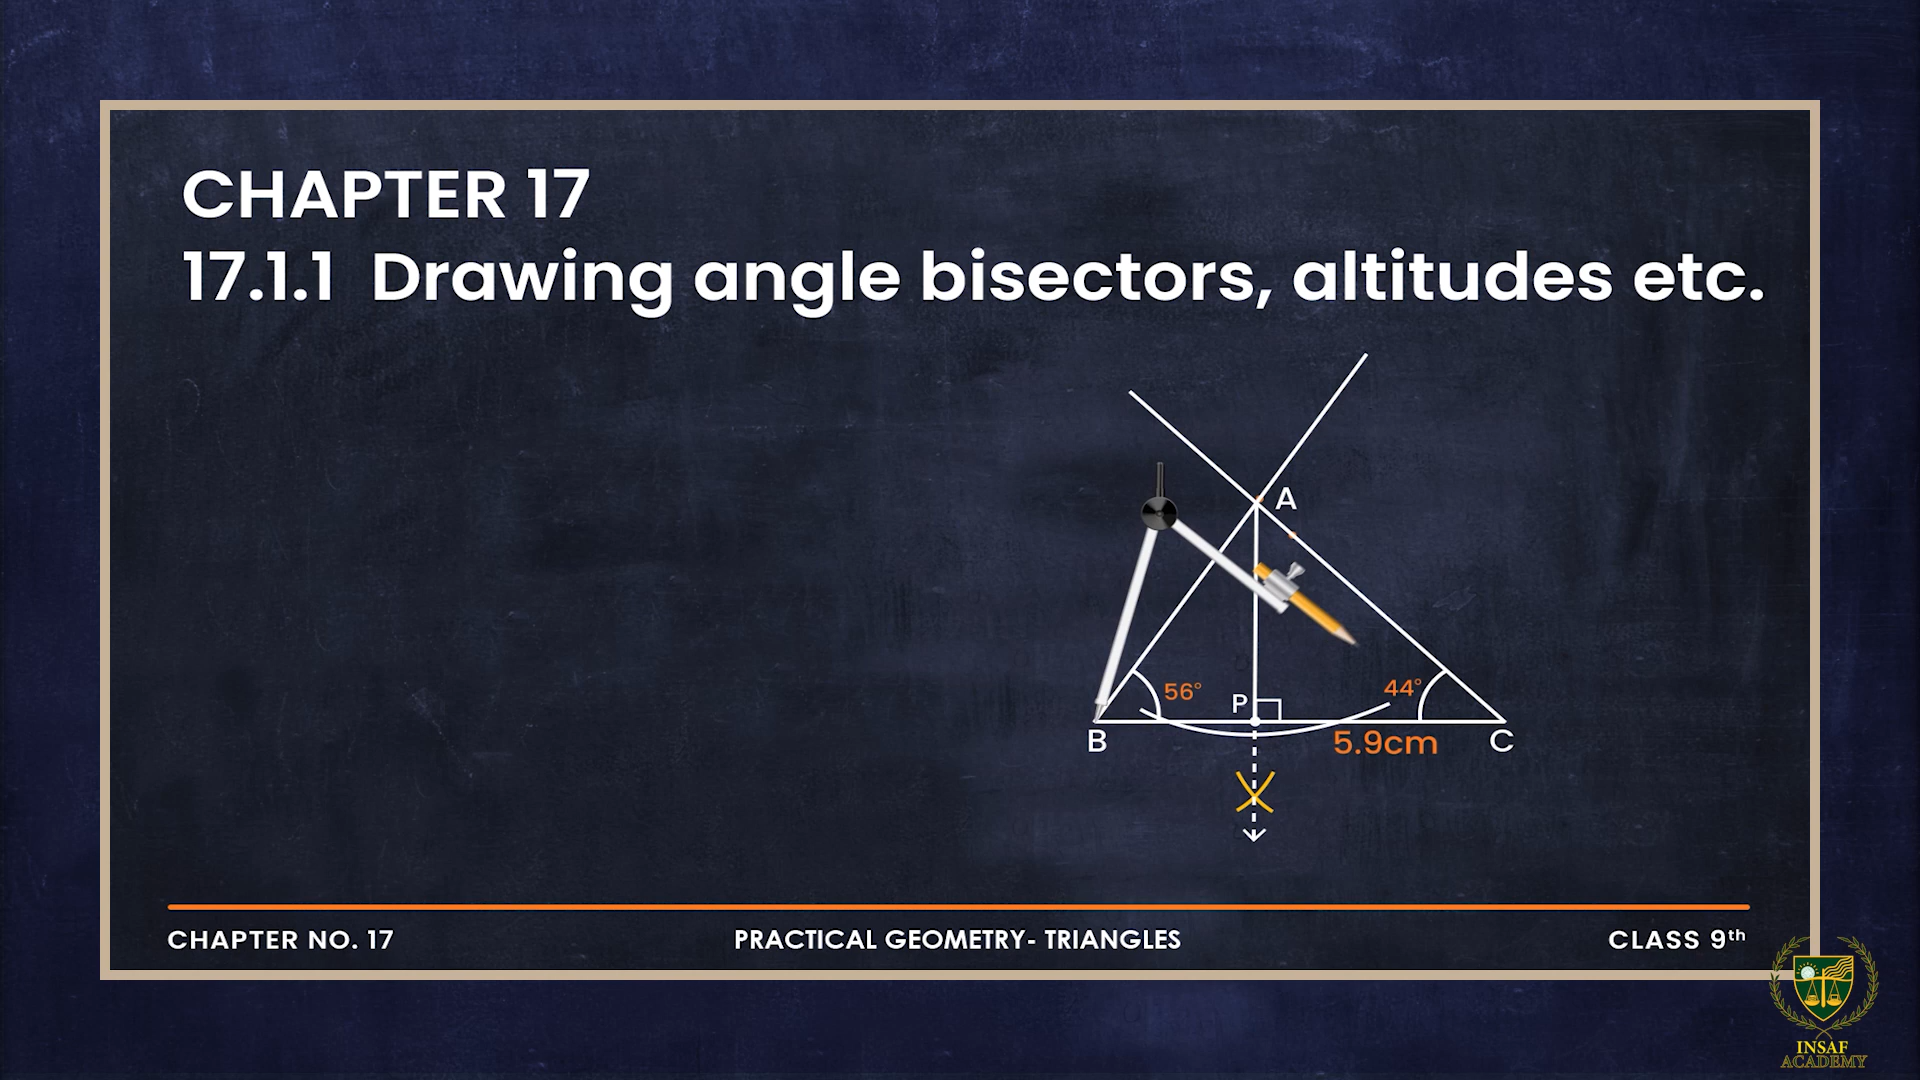 CHAPTER 17
17.1.1 Drawing angle bisectors, altitudes etc.
A
56°
P
44°
B
5.9cm
C
CHAPTER NO. 17
PRACTICAL GEOMETRY- TRIANGLES
CLASS 9th
INSAF
ACADEMY